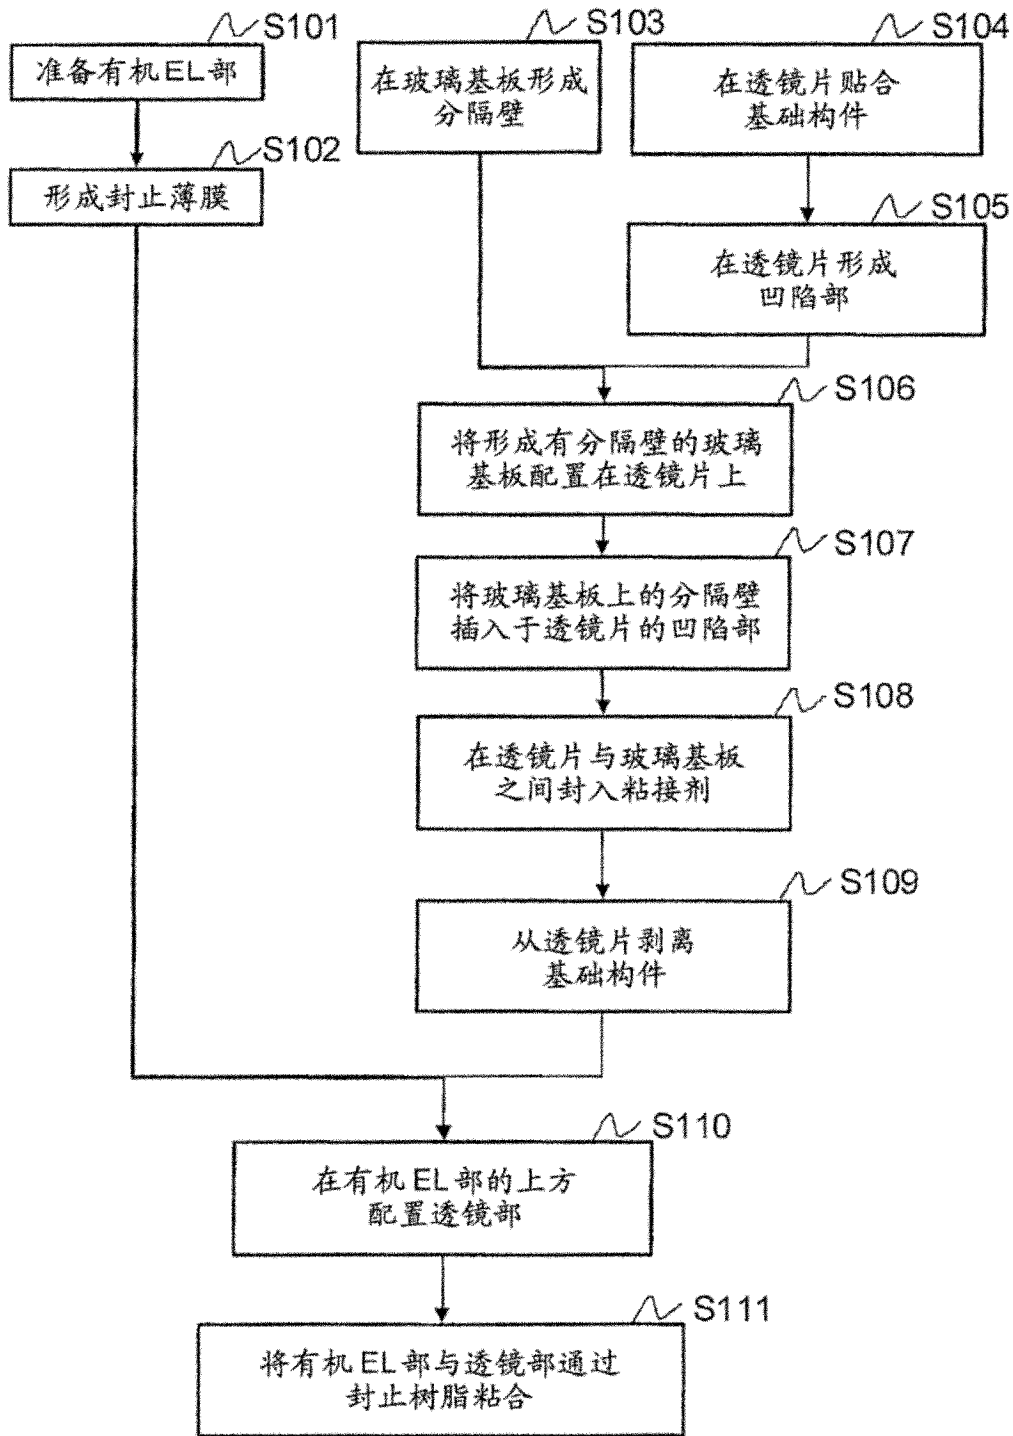 S101
准备有机EL部
S102
形成封止薄膜
S103
在玻璃基板形成
分隔壁
S104
在透镜片贴合
基础构件
S105
在透镜片形成
凹陷部
S106
将形成有分隔壁的玻璃
基板配置在透镜片上
S107
将玻璃基板上的分隔壁
插入于透镜片的凹陷部
S108
在透镜片与玻璃基板
之间封入粘接剂
S109
从透镜片剥离
基础构件
S110
在有机EL部的上方
配置透镜部
S111
将有机EL部与透镜部通过
封止树脂粘合